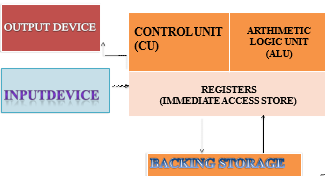 OUTPUT DEVICE
CONTROL UNIT
(CU)
ARTHIMETIC
LOGIC UNIT
(ALU)
INPUTDEVICE
REGISTERS
(IMMEDIATE ACCESS STORE)
BACKING STORAGE